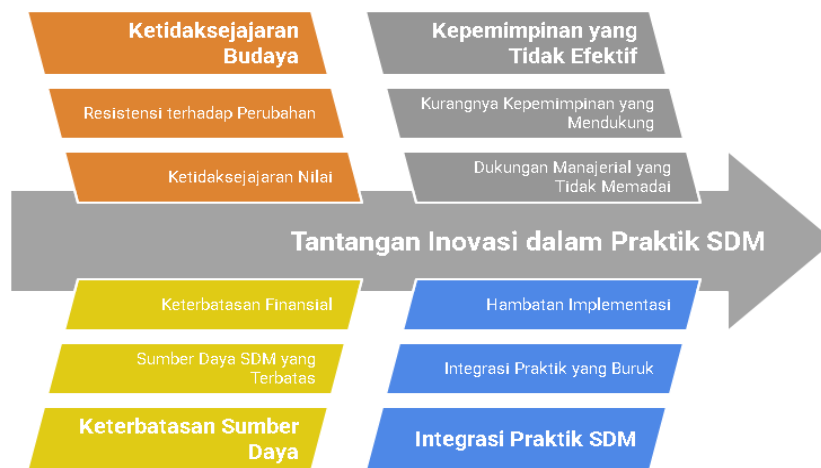 Ketidaksejajaran
Budaya
Resistensi terhadap Perubahan
Ketidaksejajaran Nilai
Kepemimpinan yang
Tidak Efektif
Kurangnya Kepemimpinan yang
Mendukung
Dukungan Manajerial yang
Tidak Memadai
Tantangan Inovasi dalam Praktik SDM
Keterbatasan Finansial
Sumber Daya SDM yang
Terbatas
Keterbatasan Sumber
Daya
Hambatan Implementasi
Integrasi Praktik yang Buruk
Integrasi Praktik SDM